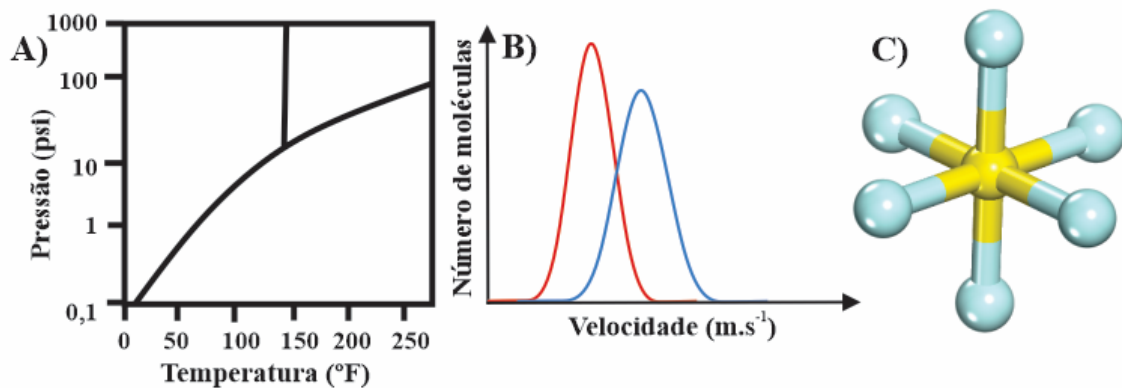 A)
1000
100
10
1
0,1
Pressão (psi)
0
50
100
150
200
250
Temperatura (ºF)
B)
Número de moléculas
Velocidade (m.s⁻¹)
C)